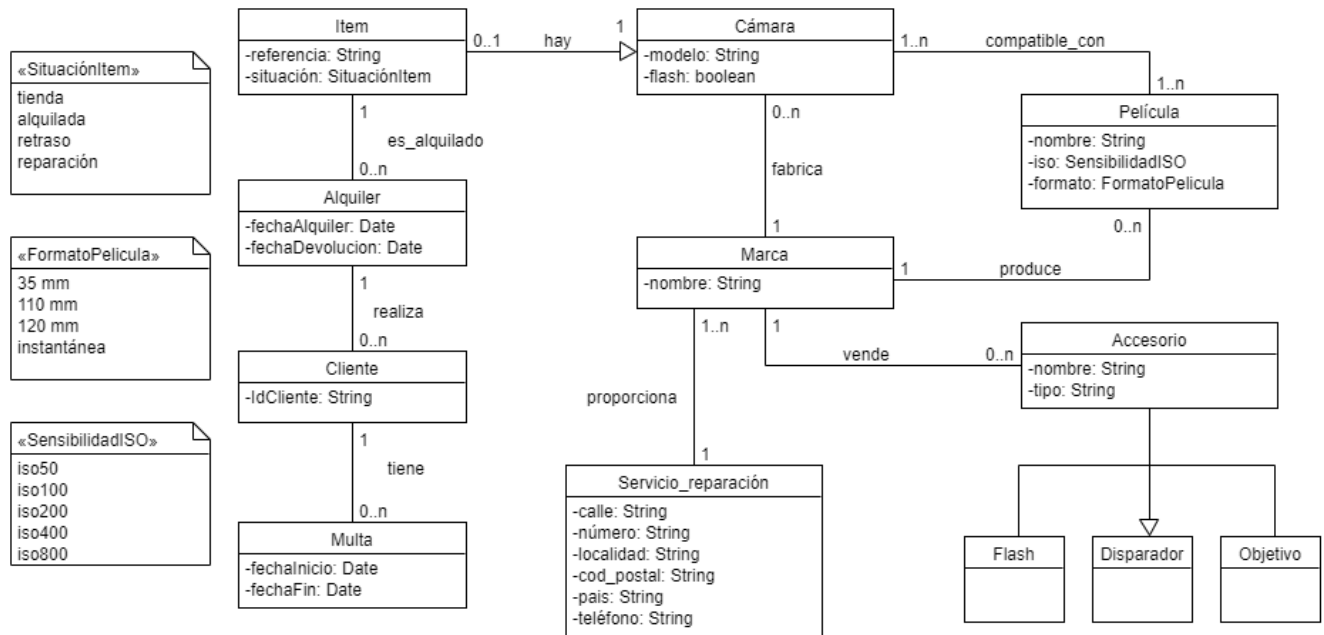 «SituaciónItem»
tienda
alquilada
retraso
reparación
«FormatoPelicula»
35 mm
110 mm
120 mm
instantánea
«SensibilidadISO»
iso50
iso100
iso200
iso400
iso800
Item
-referencia: String
-situación: SituaciónItem
0..1
hay
1
1
es_alquilado
0..n
Alquiler
-fechaAlquiler: Date
-fechaDevolucion: Date
1
realiza
0..n
Cliente
-IdCliente: String
1
tiene
0..n
Multa
-fechaInicio: Date
-fechaFin: Date
Cámara
-modelo: String
-flash: boolean
1..n
compatible_con
1..n
0..n
fabrica
1
Película
-nombre: String
-iso: SensibilidadISO
-formato: FormatoPelicula
0..n
produce
1
Marca
-nombre: String
1..n
proporciona
1
1
vende
0..n
Servicio_reparación
-calle: String
-número: String
-localidad: String
-cod_postal: String
-pais: String
-teléfono: String
Accesorio
-nombre: String
-tipo: String
Flash
Disparador
Objetivo